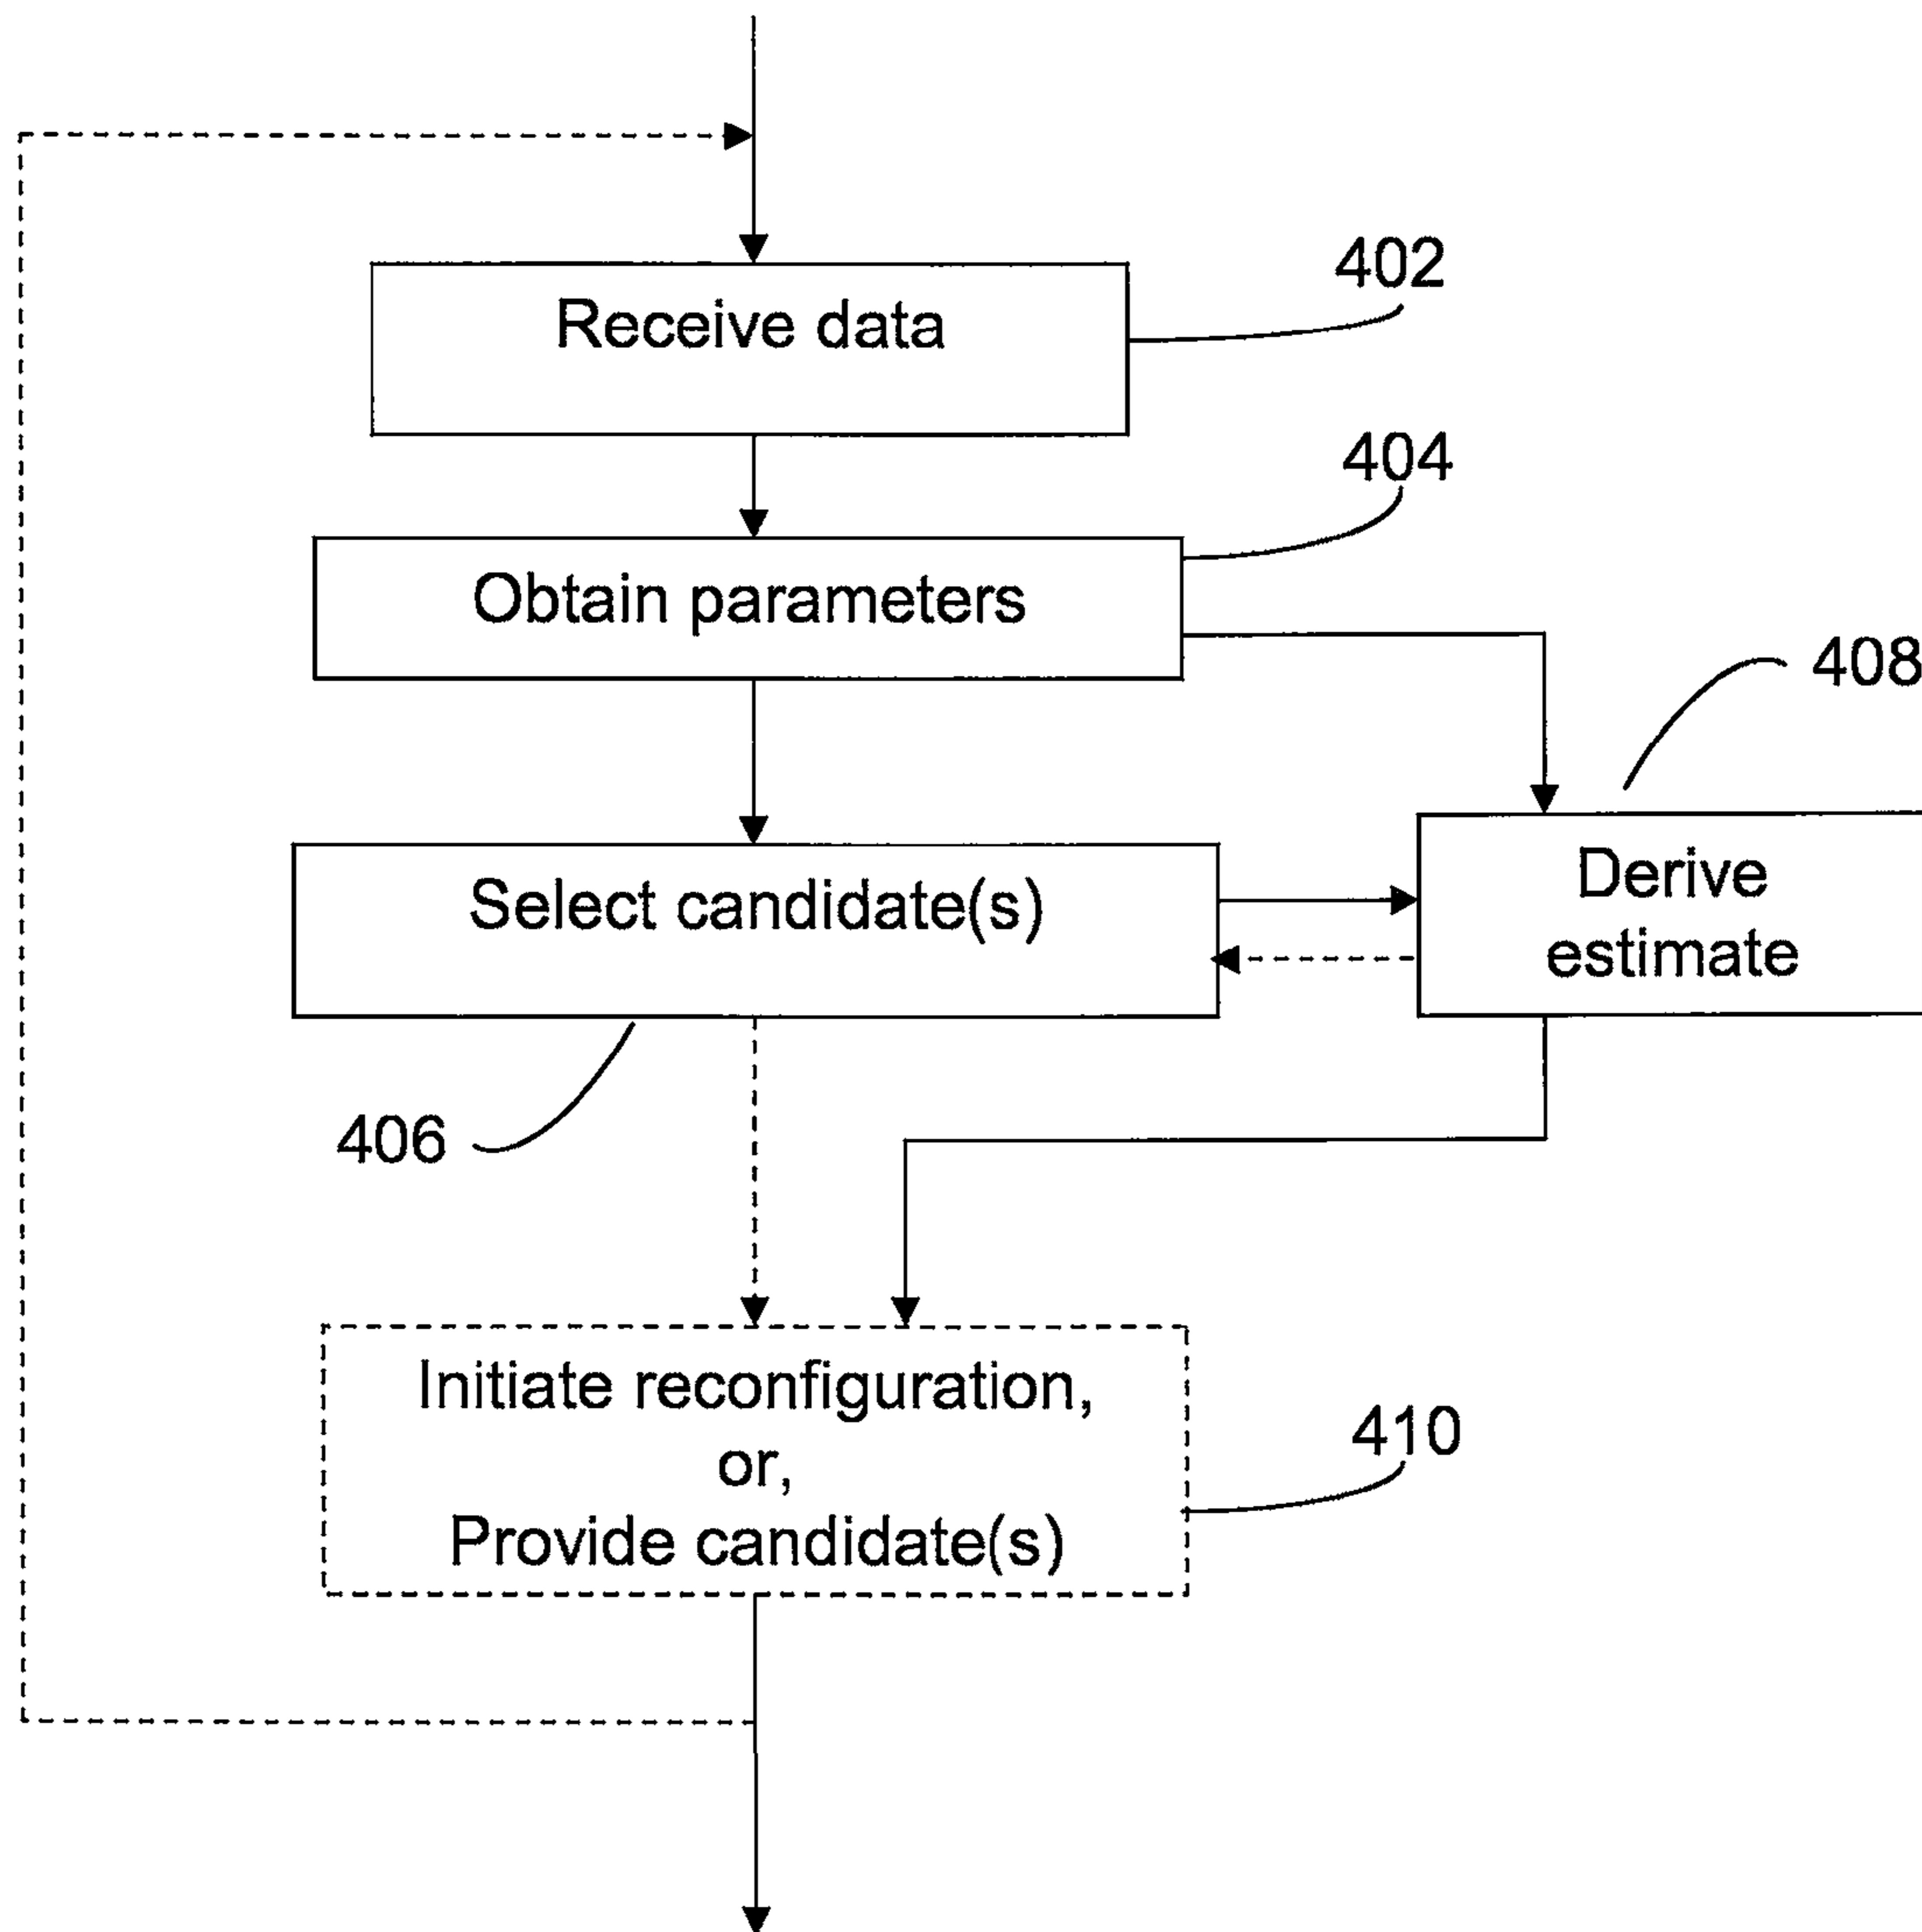 Receive data
402
Obtain parameters
404
Select candidate(s)
406
Derive
estimate
408
Initiate reconfiguration,
or,
Provide candidate(s)
410